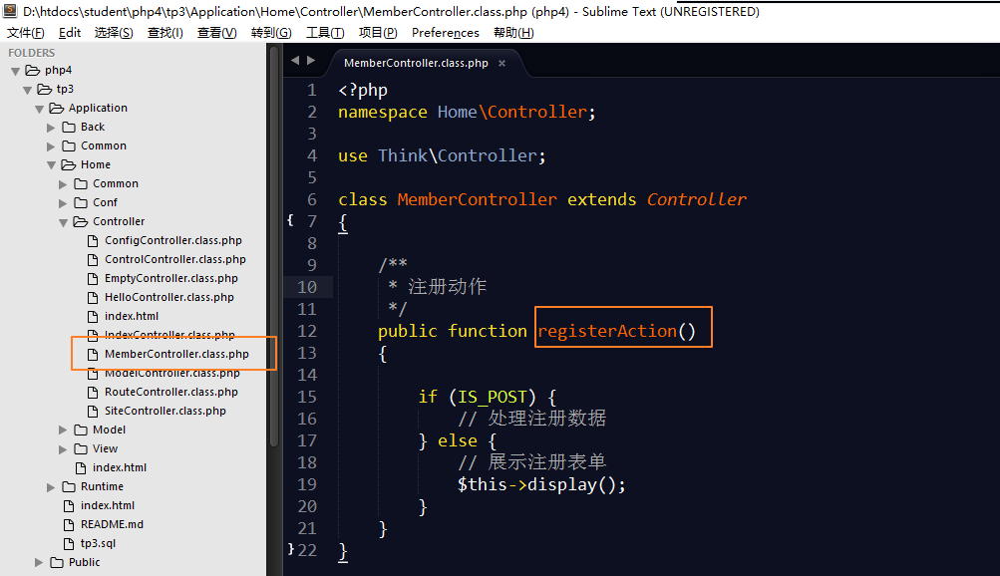 D:\htdocs\student\php4\tp3\Application\Home\Controller\MemberController.class.php (php4) - Sublime Text (UNREGISTERED)
文件(F) Edit 选择(S) 查找(I) 查看(V) 转到(G) 工具(T) 项目(P) Preferences 帮助(H)
FOLDERS
php4
tp3
Application
Back
Common
Home
Common
Conf
Controller
ConfigController.class.php
ControlController.class.php
EmptyController.class.php
HelloController.class.php
index.html
IndexController.class.php
MemberController.class.php
ModelController.class.php
RouteController.class.php
SiteController.class.php
Model
View
index.html
Runtime
index.html
README.md
tp3.sql
Public
MemberController.class.php ×
1 <?php
2 namespace Home\Controller;
3
4 use Think\Controller;
5
6 class MemberController extends Controller
{ 7 {
8
9 /**
10 * 注册动作
11 */
12 public function registerAction()
13 {
14
15 if (IS_POST) {
16 // 处理注册数据
17 } else {
18 // 展示注册表单
19 $this->display();
20 }
21 }
}22 }